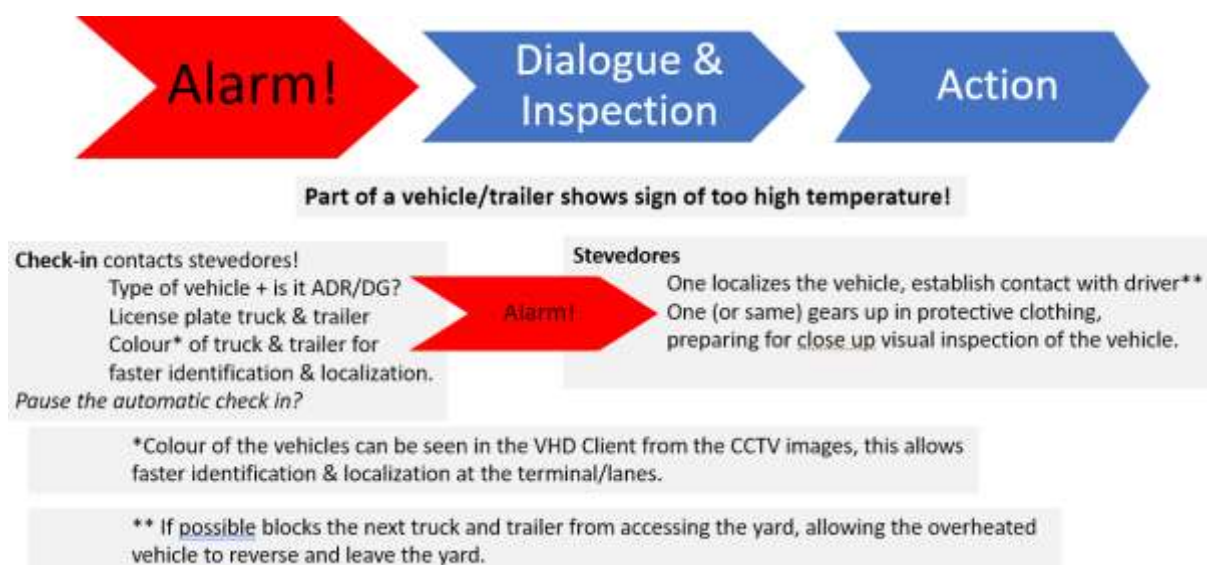 Alarm!
Dialogue &
Inspection
Action
Part of a vehicle/trailer shows sign of too high temperature!
Check-in contacts stevedores!
Type of vehicle + is it ADR/DG?
License plate truck & trailer
Colour* of truck & trailer for
faster identification & localization.
Pause the automatic check in?
Alarm!
Stevedores
One localizes the vehicle, establish contact with driver**
One (or same) gears up in protective clothing,
preparing for close up visual inspection of the vehicle.
*Colour of the vehicles can be seen in the VHD Client from the CCTV images, this allows
faster identification & localization at the terminal/lanes.
** If possible blocks the next truck and trailer from accessing the yard, allowing the overheated
vehicle to reverse and leave the yard.